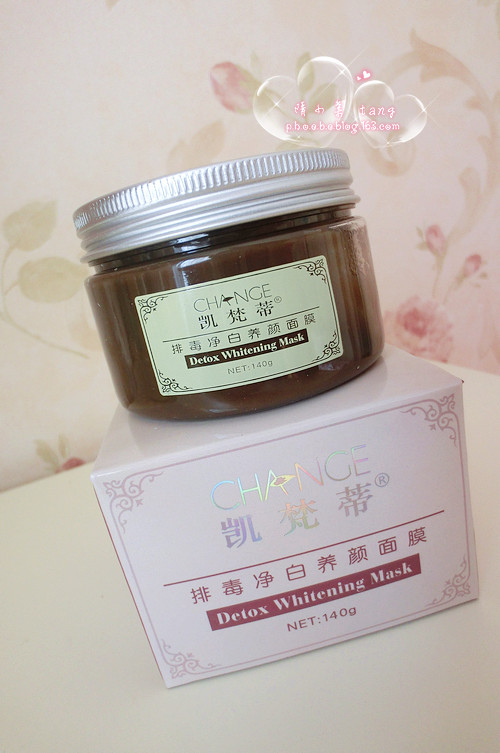 tang
phoebeblog.163.com
CHANGE
凯梵蒂®
排毒净白养颜面膜
Detox Whitening Mask
NET:140g
CHANGE
凯梵蒂®
排毒净白养颜面膜
Detox Whitening Mask
NET:140g